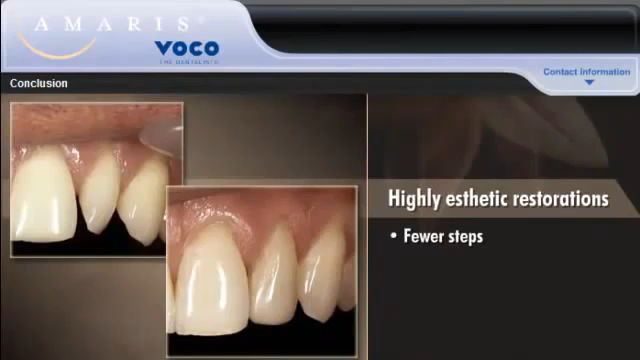 AMARIS®
VOCO
THE DENTALISTS
Contact Information
Conclusion
Highly esthetic restorations
• Fewer steps